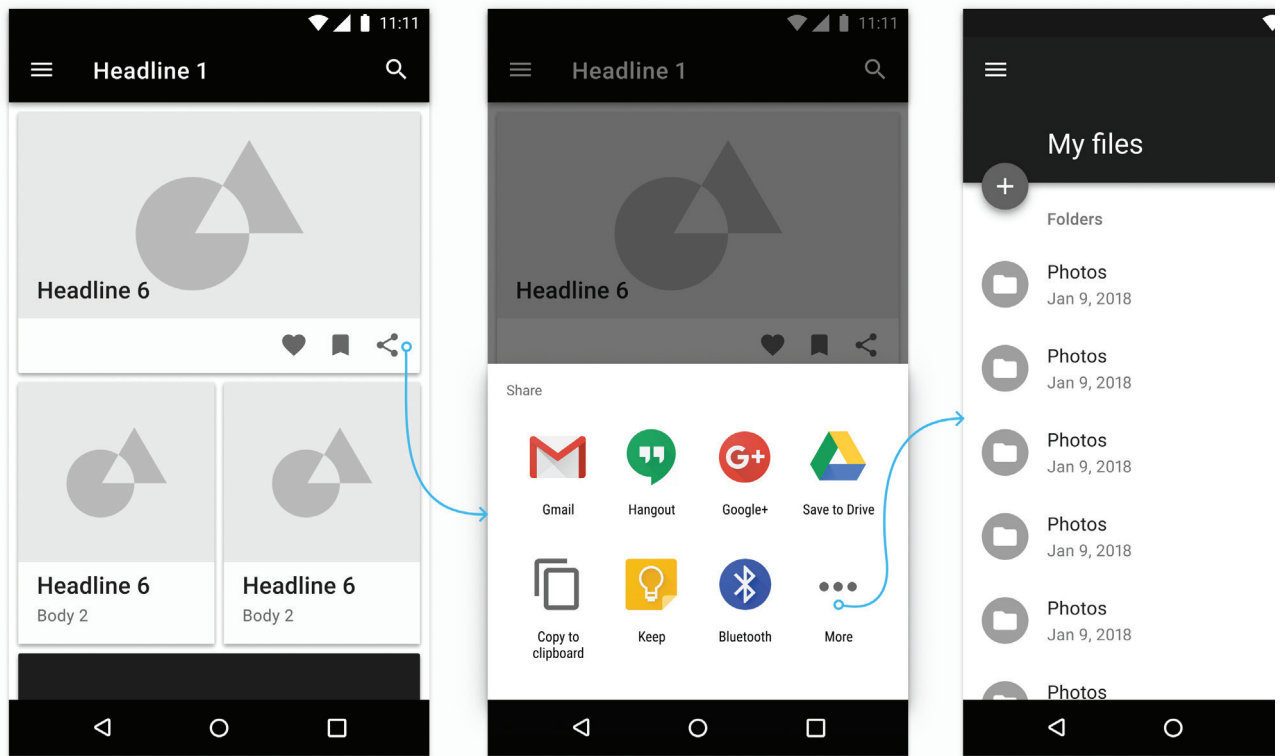 11:11
Headline 1
Headline 6
Headline 6
Body 2
Headline 6
Body 2
11:11
Headline 1
Headline 6
Share
G+
Gmail
Hangout
Google+
Save to Drive
Copy to
clipboard
Keep
Bluetooth
More
My files
Folders
Photos
Jan 9, 2018
Photos
Jan 9, 2018
Photos
Jan 9, 2018
Photos
Jan 9, 2018
Photos
Jan 9, 2018
Photos